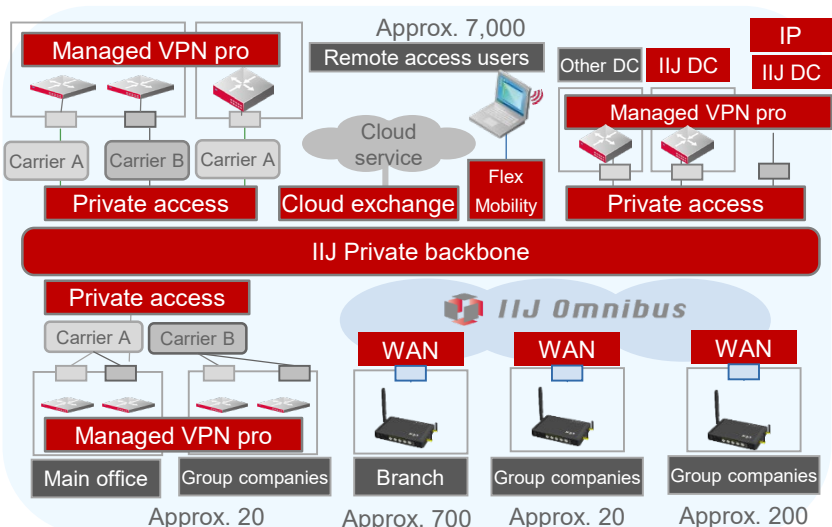 Approx. 7,000
Managed VPN pro
Remote access users
Other DC
IIJ DC
IP
IIJ DC
Managed VPN pro
Cloud
service
Carrier A
Carrier B
Carrier A
Flex
Mobility
Private access
Cloud exchange
Private access
IIJ Private backbone
Private access
IIJ Omnibus
Carrier A
Carrier B
WAN
WAN
WAN
Managed VPN pro
Main office
Group companies
Branch
Group companies
Group companies
Approx. 20
Approx. 700
Approx. 20
Approx. 200